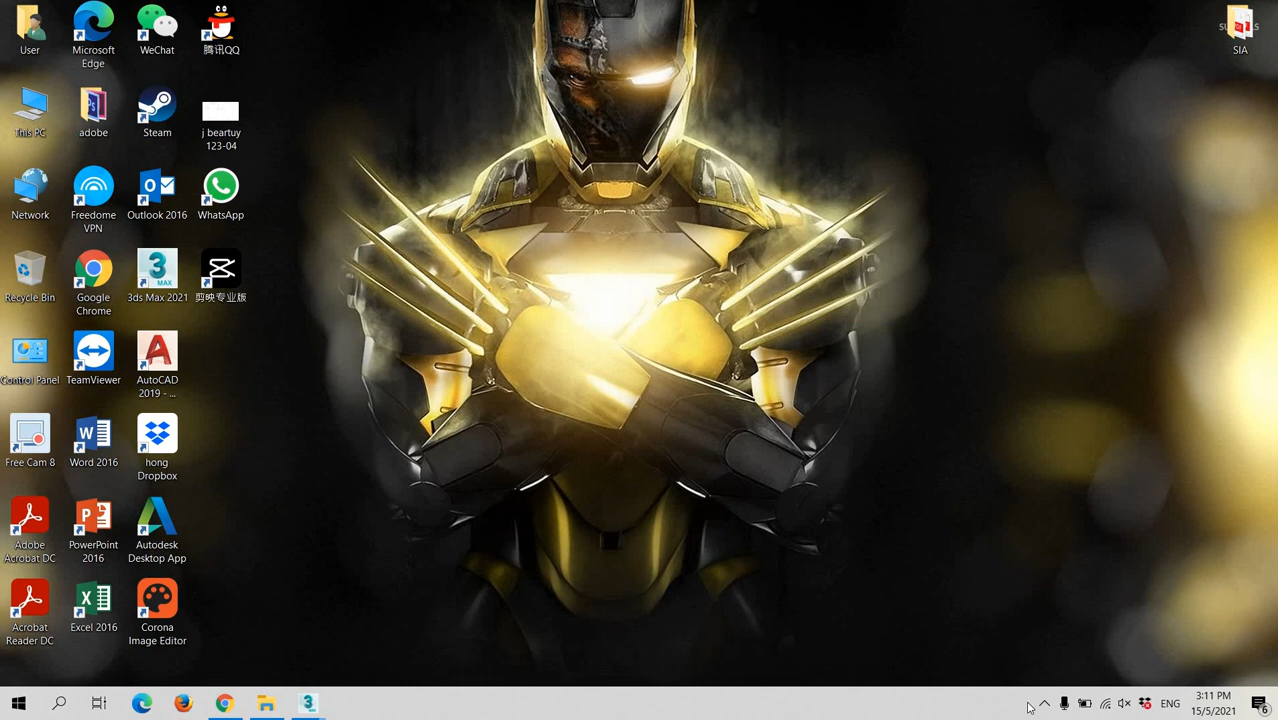 User
Microsoft
Edge
WeChat
腾讯QQ
SIA
This PC
adobe
Steam
j beartuy
123-04
Network
Freedome
VPN
Outlook 2016
WhatsApp
Recycle Bin
Google
Chrome
3ds Max 2021
剪映专业版
Control Panel
TeamViewer
AutoCAD
2019 - ...
Free Cam 8
Word 2016
hong
Dropbox
Adobe
Acrobat DC
PowerPoint
2016
Autodesk
Desktop App
Acrobat
Reader DC
Excel 2016
Corona
Image Editor
ENG
3:11 PM
15/5/2021
6